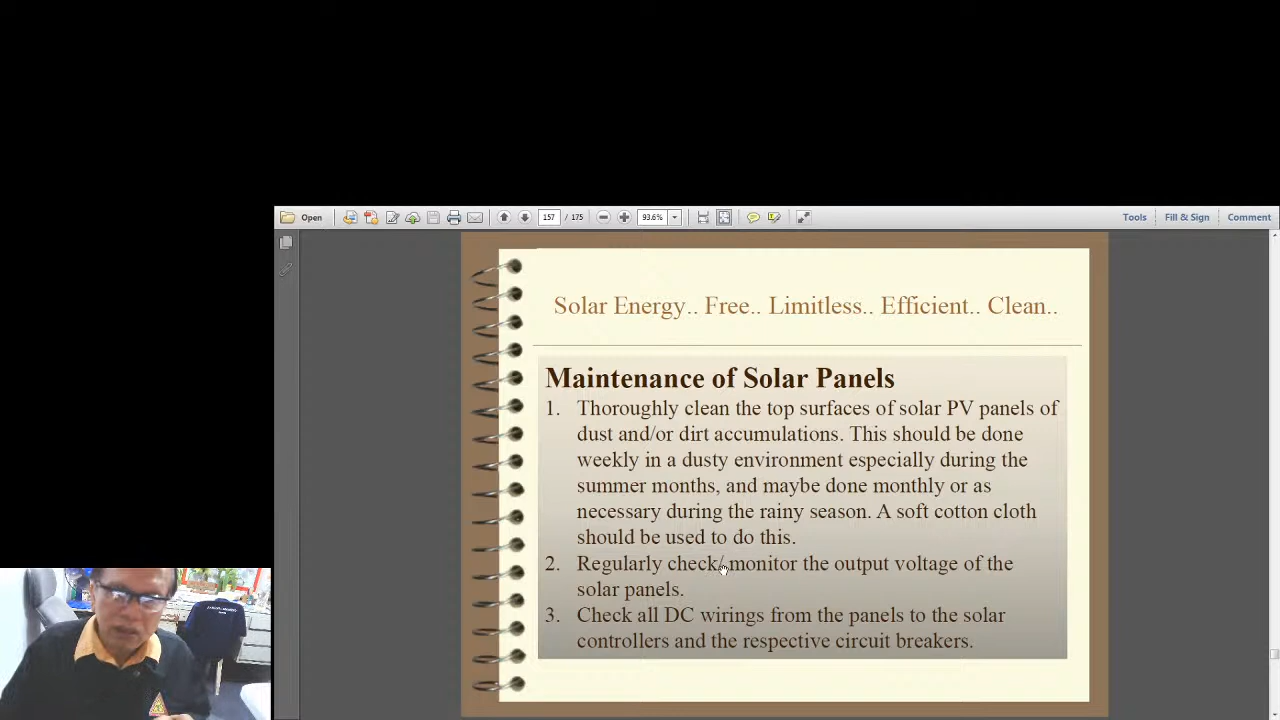 Open
157 / 175
93.6%
Tools
Fill & Sign
Comment
Solar Energy.. Free.. Limitless.. Efficient.. Clean..
Maintenance of Solar Panels
1. Thoroughly clean the top surfaces of solar PV panels of
dust and/or dirt accumulations. This should be done
weekly in a dusty environment especially during the
summer months, and maybe done monthly or as
necessary during the rainy season. A soft cotton cloth
should be used to do this.
2. Regularly check/monitor the output voltage of the
solar panels.
3. Check all DC wirings from the panels to the solar
controllers and the respective circuit breakers.